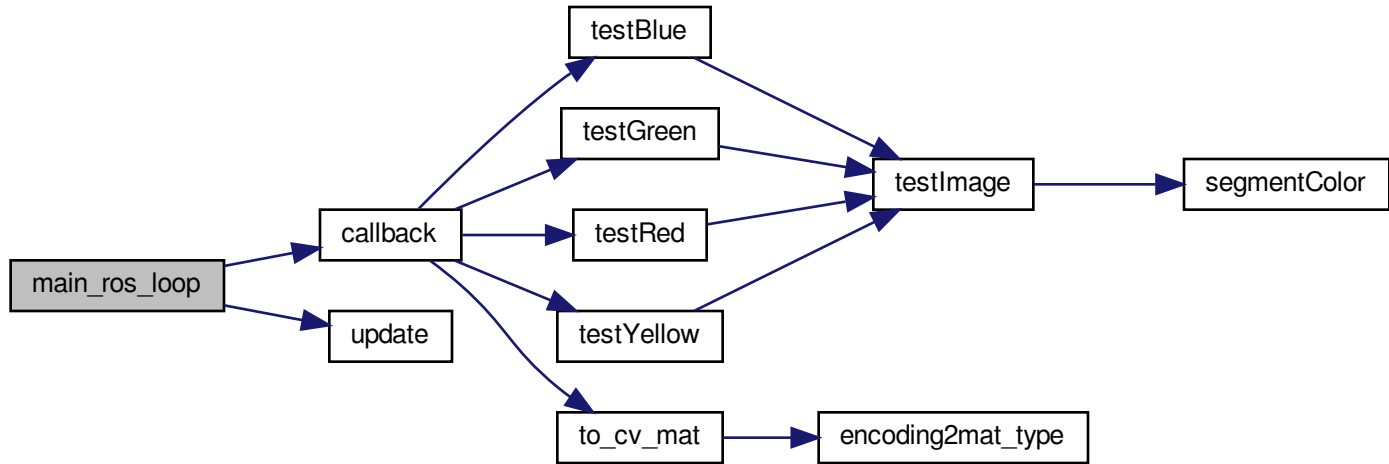 testBlue
testGreen
testImage
segmentColor
callback
testRed
main_ros_loop
update
testYellow
to_cv_mat
encoding2mat_type